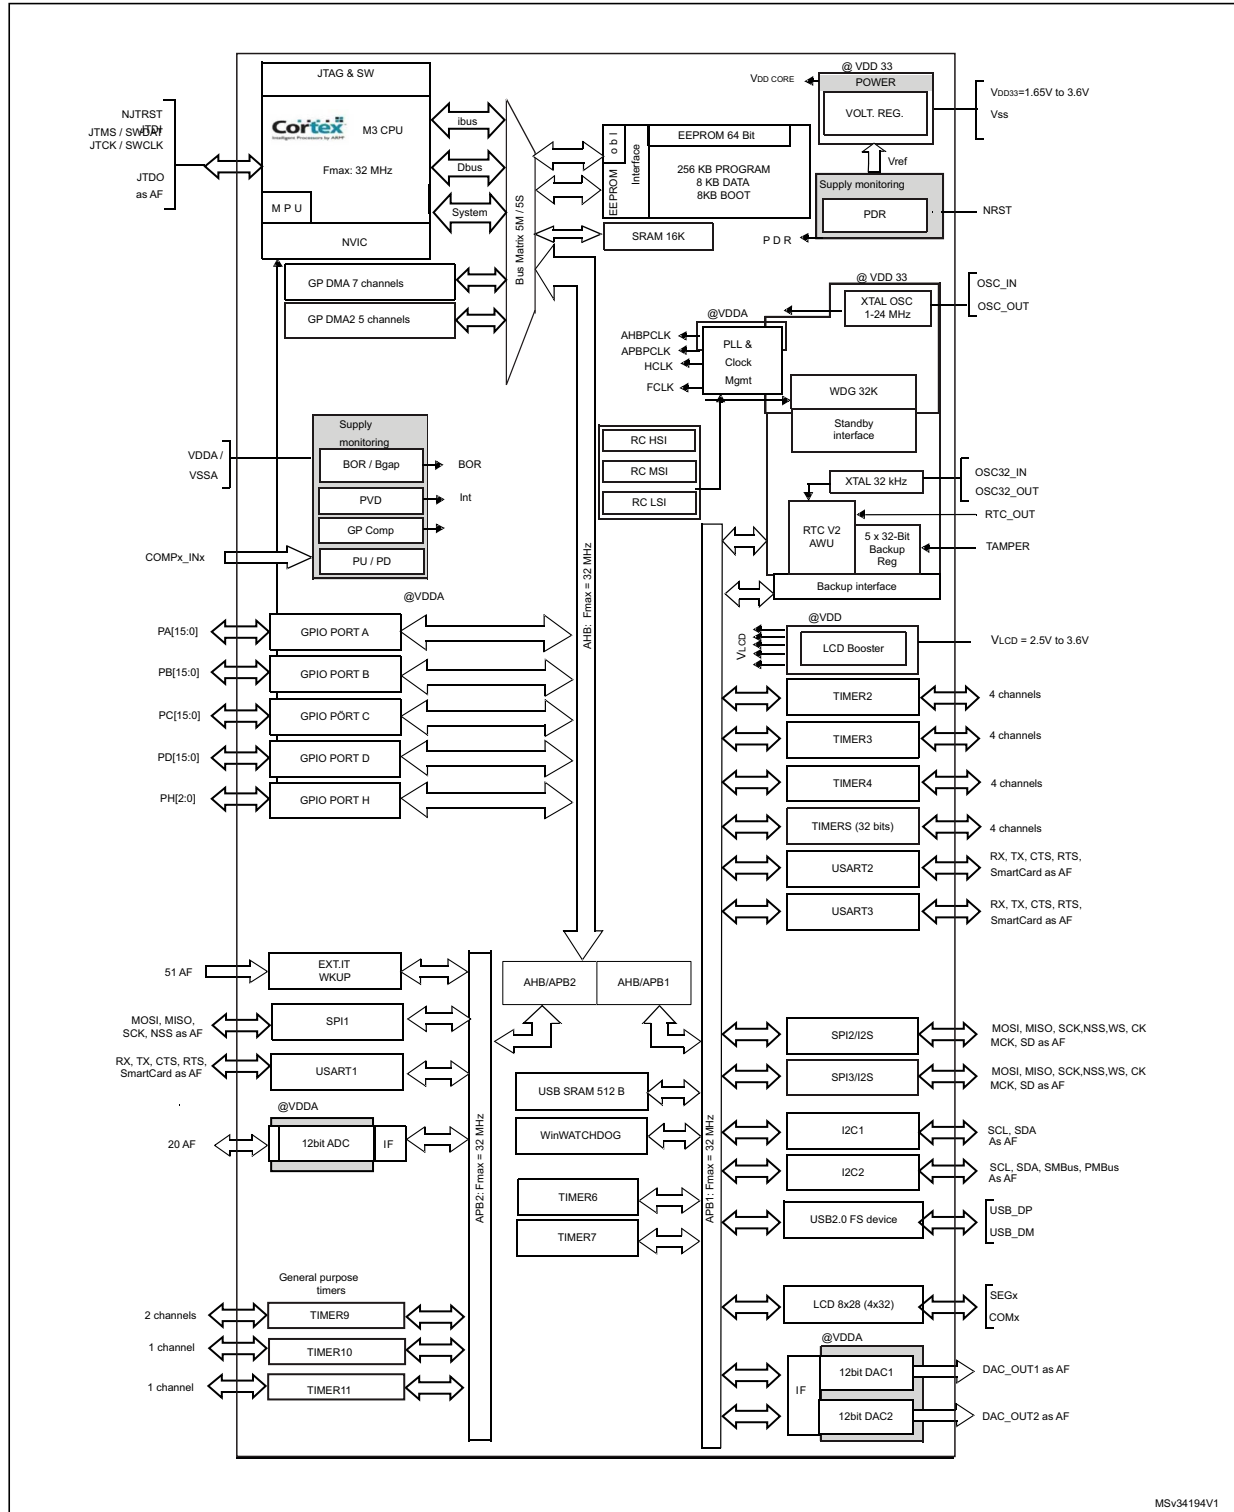 JTAG & SW
Cortex
Intelligent Processors by ARM
M3 CPU
Fmax: 32 MHz
M P U
NVIC
NJTRST
JTDI
JTMS / SWDAT
JTCK / SWCLK
JTDO
as AF
ibus
Dbus
System
Bus Matrix 5M / 5S
GP DMA 7 channels
GP DMA2 5 channels
EEPROM
Interface
o b l
EEPROM 64 Bit
256 KB PROGRAM
8 KB DATA
8KB BOOT
SRAM 16K
@ VDD 33
VDD CORE
POWER
VOLT. REG.
VDD33=1.65V to 3.6V
Vss
Vref
Supply monitoring
PDR
NRST
P D R
@ VDD 33
XTAL OSC
1-24 MHz
OSC_IN
OSC_OUT
@VDDA
AHBPCLK
APBPCLK
HCLK
FCLK
PLL &
Clock
Mgmt
WDG 32K
Standby
interface
RC HSI
RC MSI
RC LSI
XTAL 32 kHz
OSC32_IN
OSC32_OUT
RTC V2
AWU
RTC_OUT
5 x 32-Bit
Backup
Reg
TAMPER
Backup interface
Supply
monitoring
VDDA /
VSSA
BOR / Bgap
BOR
PVD
Int
GP Comp
COMPx_INx
PU / PD
@VDDA
AHB: Fmax = 32 MHz
PA[15:0]
GPIO PORT A
PB[15:0]
GPIO PORT B
PC[15:0]
GPIO PÖRT C
PD[15:0]
GPIO PORT D
PH[2:0]
GPIO PORT H
@VDD
VLCD
LCD Booster
VLCD = 2.5V to 3.6V
TIMER2
4 channels
TIMER3
4 channels
TIMER4
4 channels
TIMERS (32 bits)
4 channels
USART2
RX, TX, CTS, RTS,
SmartCard as AF
USART3
RX, TX, CTS, RTS,
SmartCard as AF
51 AF
EXT.IT
WKUP
AHB/APB2
AHB/APB1
MOSI, MISO,
SCK, NSS as AF
SPI1
RX, TX, CTS, RTS,
SmartCard as AF
USART1
@VDDA
20 AF
12bit ADC
IF
APB2: Fmax = 32 MHz
USB SRAM 512 B
WinWATCHDOG
TIMER6
TIMER7
APB1: Fmax = 32 MHz
SPI2/I2S
MOSI, MISO, SCK,NSS,WS, CK
MCK, SD as AF
SPI3/I2S
MOSI, MISO, SCK,NSS,WS, CK
MCK, SD as AF
I2C1
SCL, SDA
As AF
I2C2
SCL, SDA, SMBus, PMBus
As AF
USB2.0 FS device
USB_DP
USB_DM
General purpose
timers
2 channels
TIMER9
1 channel
TIMER10
1 channel
TIMER11
LCD 8x28 (4x32)
SEGx
COMx
@VDDA
IF
12bit DAC1
DAC_OUT1 as AF
12bit DAC2
DAC_OUT2 as AF
MSv34194V1